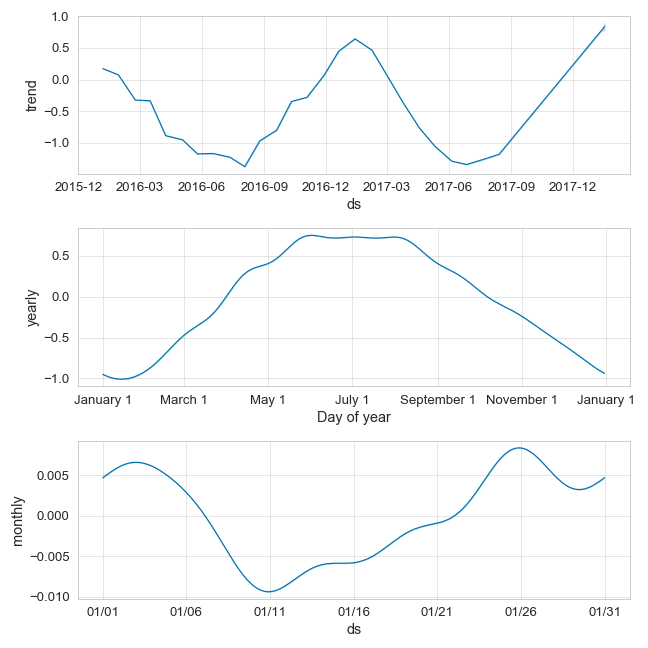 1.0
0.5
0.0
−0.5
−1.0
trend
2015-12 2016-03 2016-06 2016-09 2016-12 2017-03 2017-06 2017-09 2017-12
ds
0.5
0.0
−0.5
−1.0
yearly
January 1 March 1 May 1 July 1 September 1 November 1 January 1
Day of year
0.005
0.000
−0.005
−0.010
monthly
01/01 01/06 01/11 01/16 01/21 01/26 01/31
ds